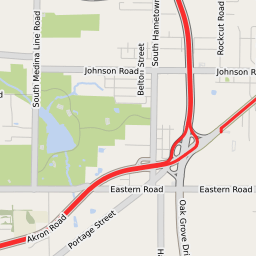 South Medina Line Road
Belton Street
South Hametown
Rockcut Road
Johnson Road
Johnson R
Eastern Road
Eastern Road
Akron Road
Portage Street
Oak Grove Dri